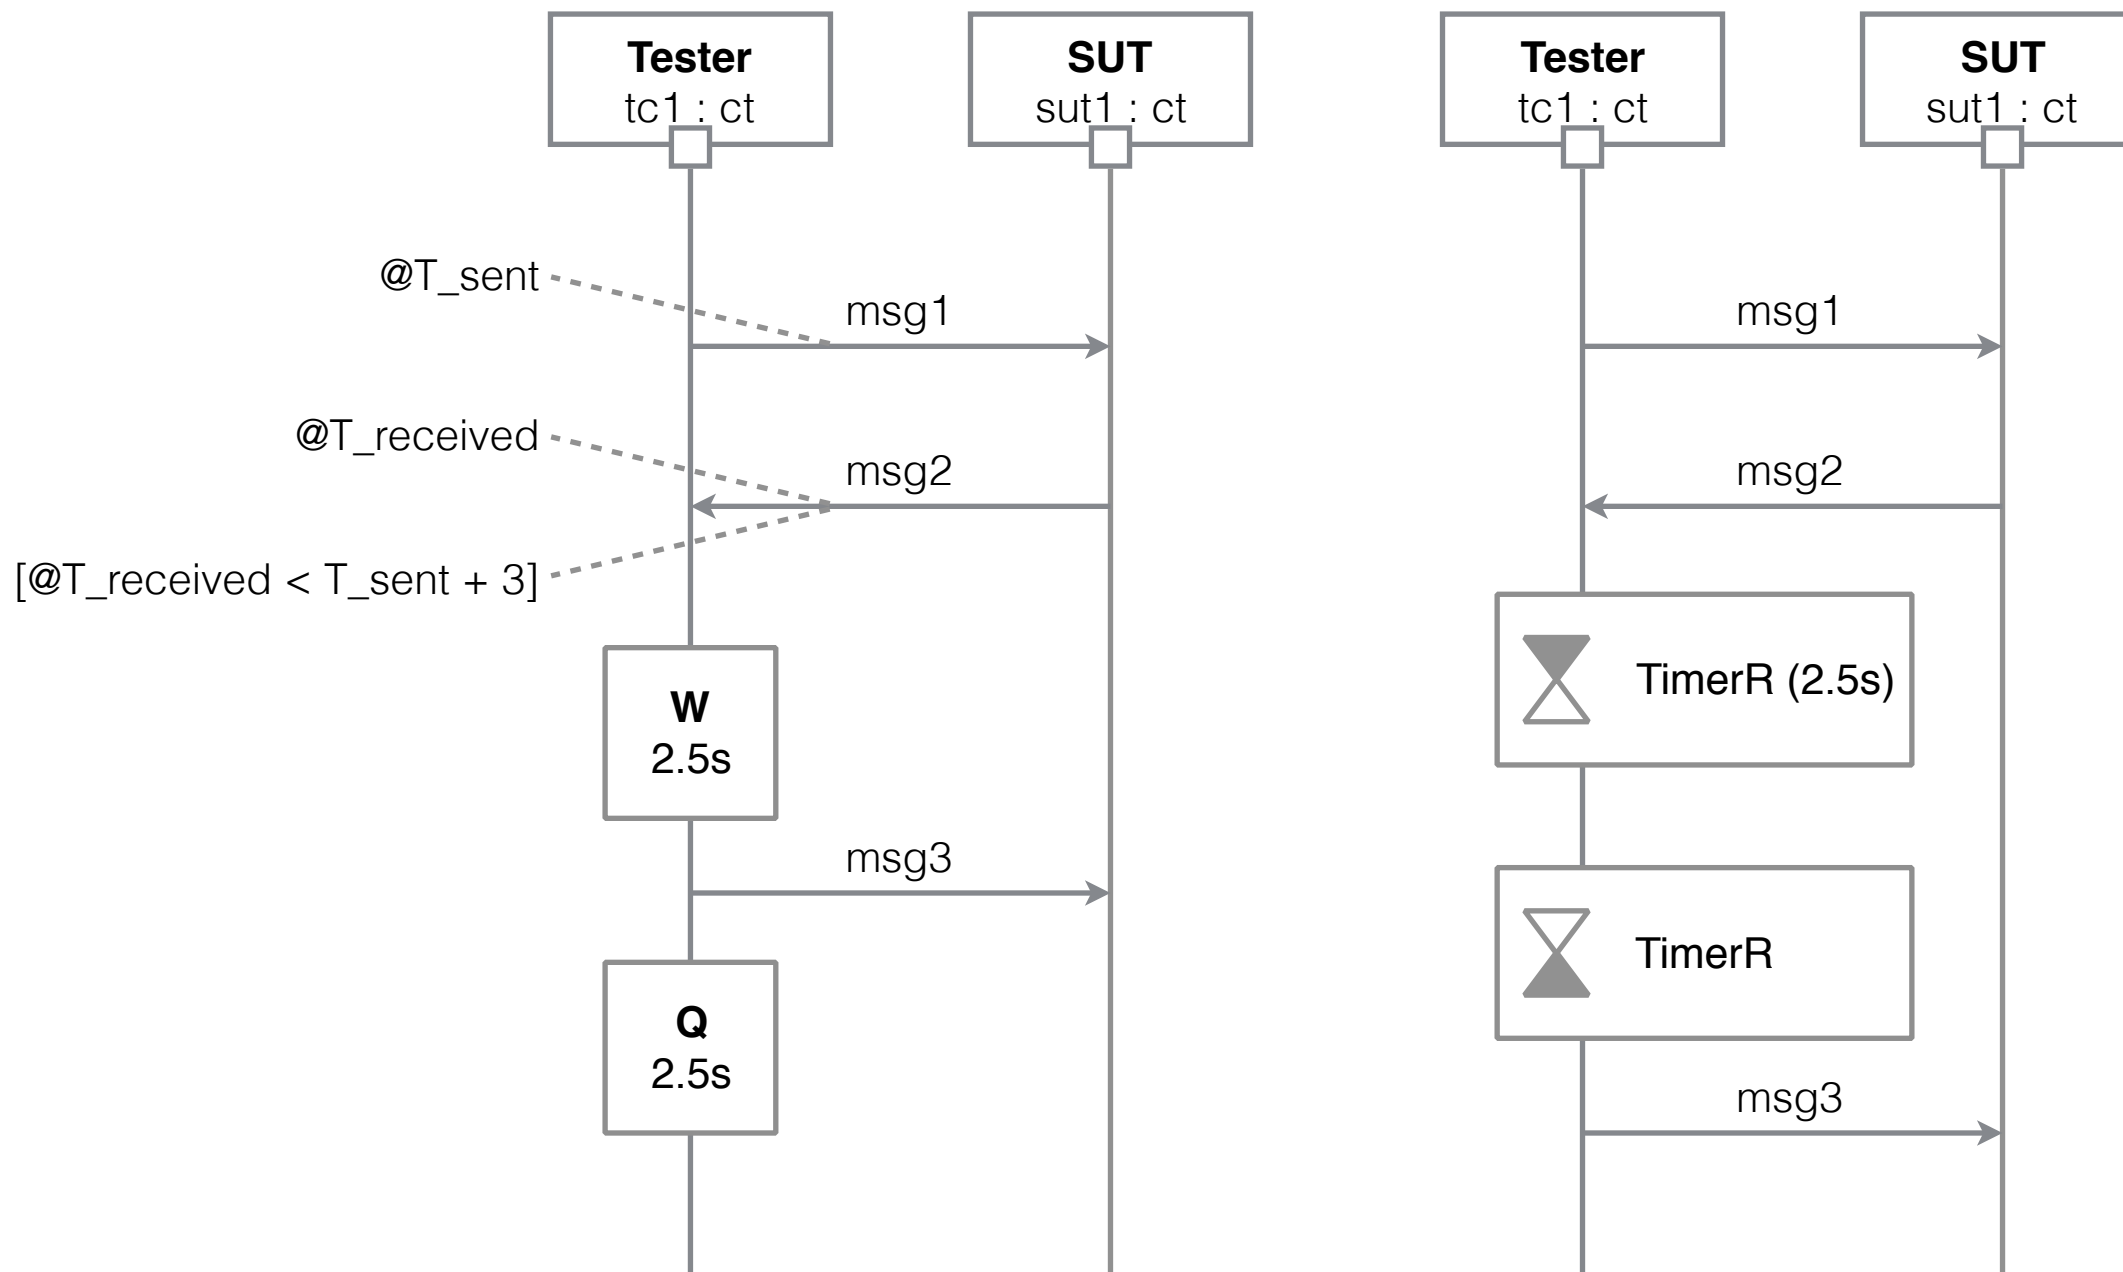 Tester
tc1 : ct
SUT
sut1 : ct
@T_sent
msg1
@T_received
msg2
[@T_received < T_sent + 3]
W
2.5s
msg3
Q
2.5s
Tester
tc1 : ct
SUT
sut1 : ct
msg1
msg2
TimerR (2.5s)
TimerR
msg3